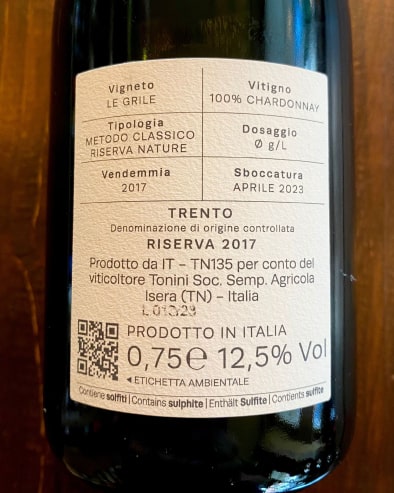 Vigneto
LE GRILE
Vitigno
100% CHARDONNAY
Tipologia
METODO CLASSICO
RISERVA NATURE
Dosaggio
Ø g/L
Vendemmia
2017
Sboccatura
APRILE 2023
TRENTO
Denominazione di origine controllata
RISERVA 2017
Prodotto da IT – TN135 per conto del
viticoltore Tonini Soc. Semp. Agricola
Isera (TN) – Italia
PRODOTTO IN ITALIA
0,75℮ 12,5% Vol
◄ ETICHETTA AMBIENTALE
Contiene solfiti | Contains sulphite | Enthält Sulfite | Contients sulfite